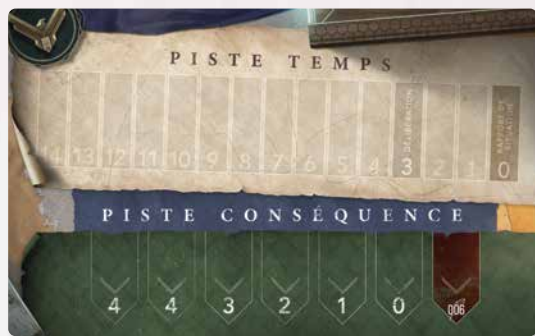 PISTE TEMPS
14 13 12 11 10 9 8 7 6 5 4 3 DÉLIBÉRATION 2 1 0 RAPPORT DE SITUATION
PISTE CONSÉQUENCE
4 4 3 2 1 0 006